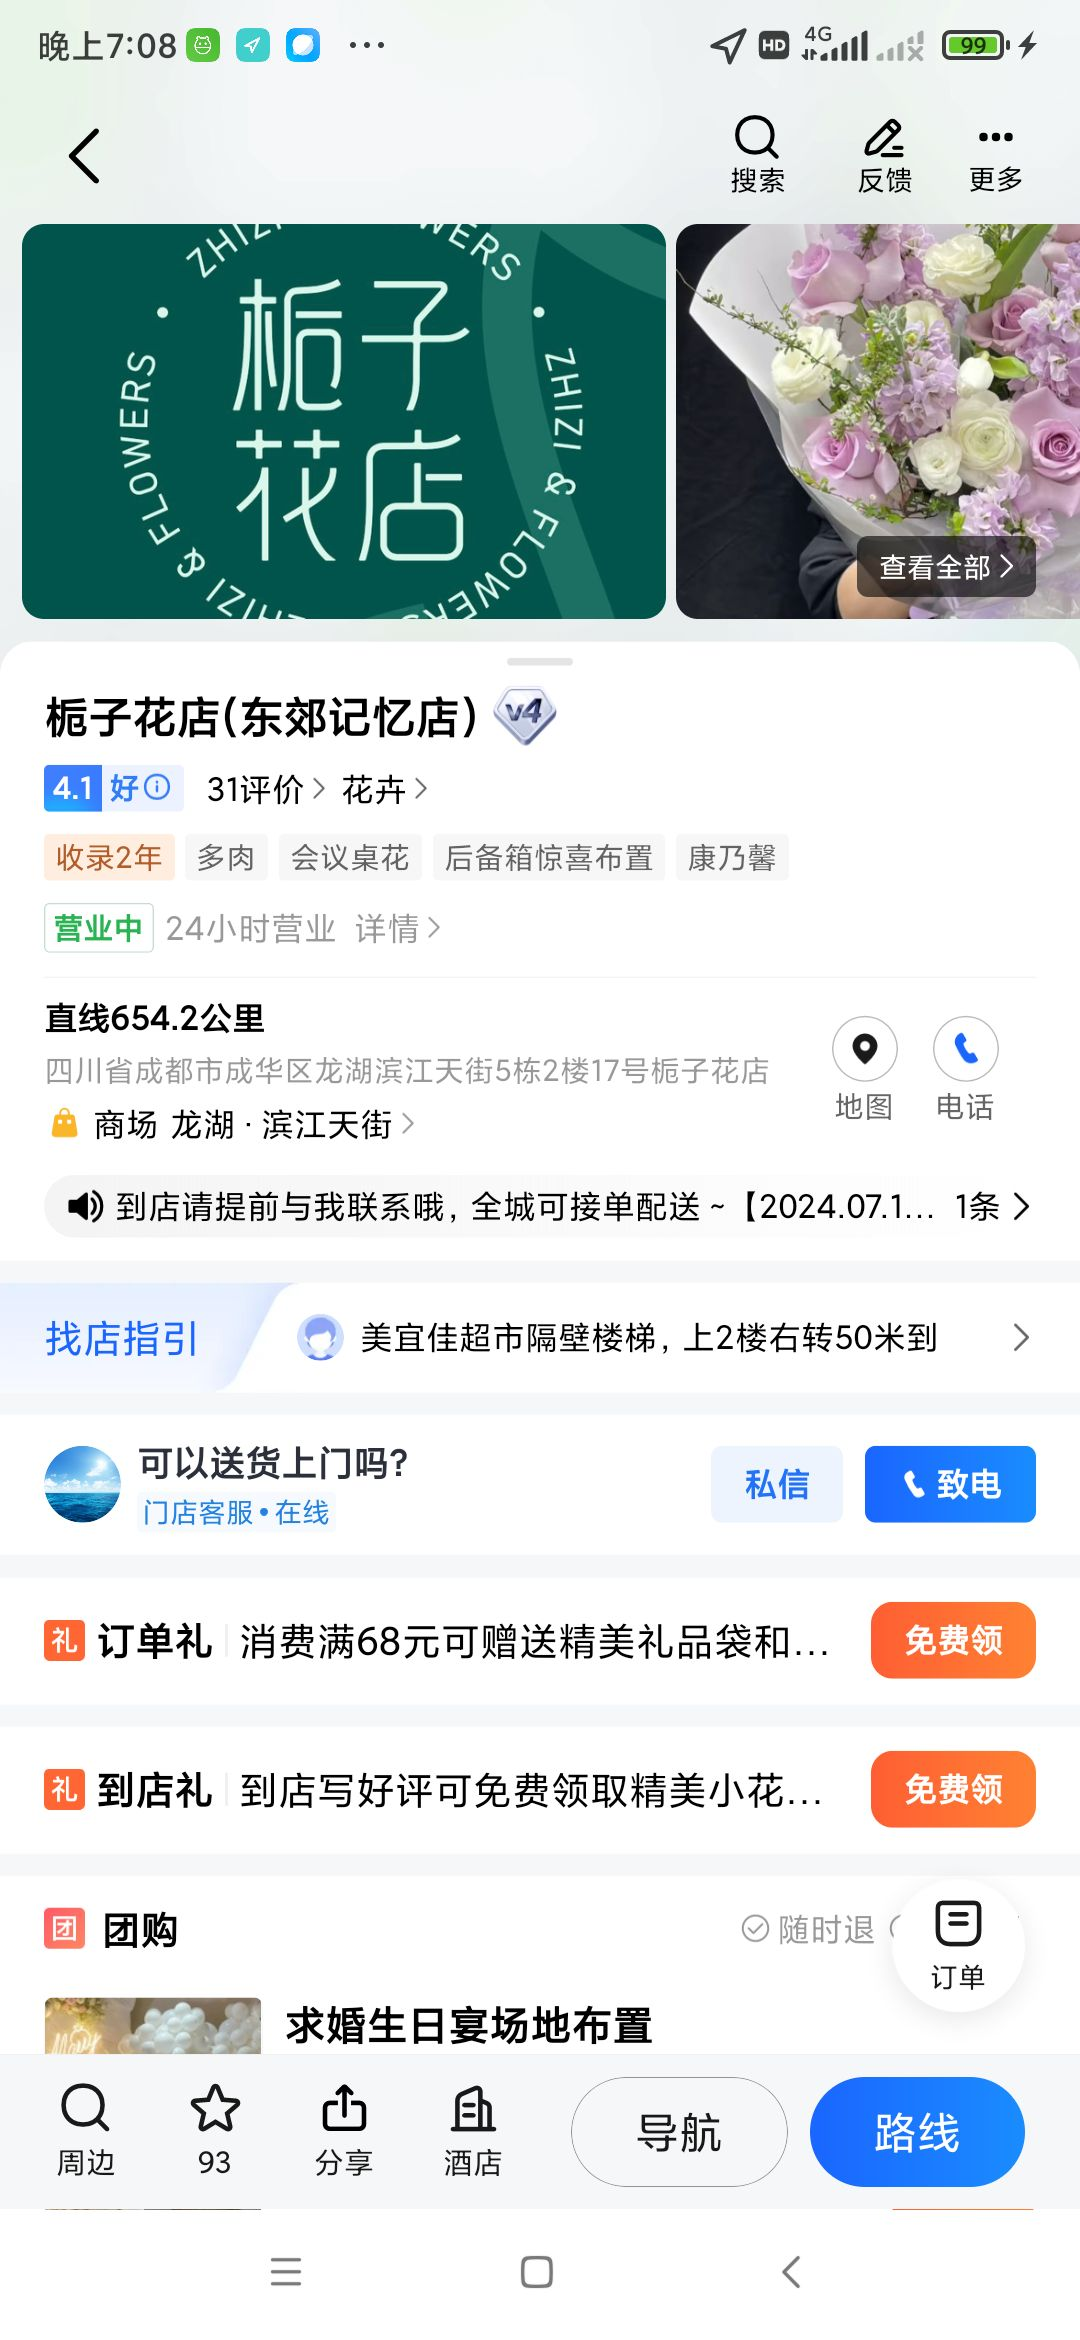 晚上7:08
HD
4G
99
搜索
反馈
更多
ZHIZI & FLOWERS
栀子
花店
查看全部
栀子花店(东郊记忆店)
v4
4.1 好 31评价 花卉
收录2年 多肉 会议桌花 后备箱惊喜布置 康乃馨
营业中 24小时营业 详情
直线654.2公里
四川省成都市成华区龙湖滨江天街5栋2楼17号栀子花店
商场 龙湖·滨江天街
地图
电话
到店请提前与我联系哦，全城可接单配送~【2024.07.1... 1条
找店指引 美宜佳超市隔壁楼梯，上2楼右转50米到
可以送货上门吗?
门店客服•在线
私信
致电
礼 订单礼 消费满68元可赠送精美礼品袋和... 免费领
礼 到店礼 到店写好评可免费领取精美小花... 免费领
团 团购 随时退
订单
求婚生日宴场地布置
周边
93
分享
酒店
导航
路线